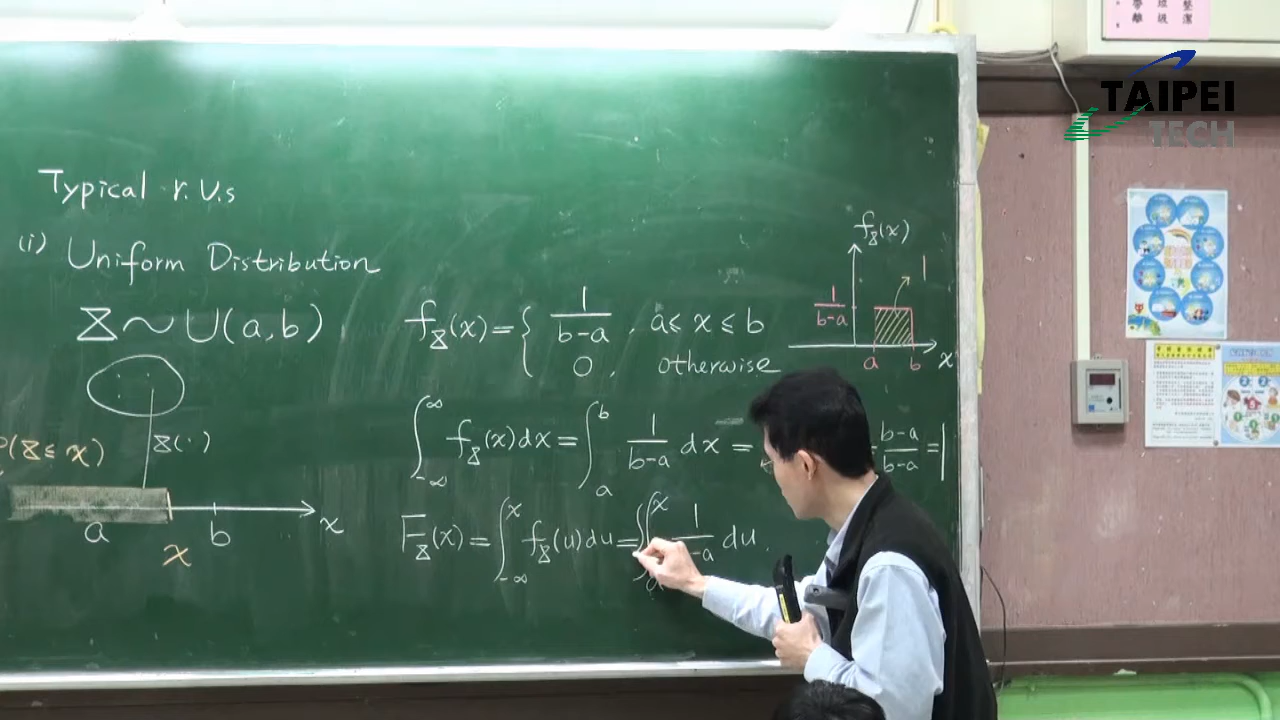 TAIPEI
TECH
Typical r.v.s
(i) Uniform Distribution
X ~ U(a,b)
f_X(x) = { 1/(b-a) , a ≤ x ≤ b
0 , otherwise
f_X(x)
1
1/(b-a)
a b x
∫_{-∞}^{∞} f_X(x) dx = ∫_a^b 1/(b-a) dx = (b-a)/(b-a) = 1
P(X ≤ x)
X(·)
a x b x
F_X(x) = ∫_{-∞}^{x} f_X(u) du = ∫_a^x 1/(b-a) du